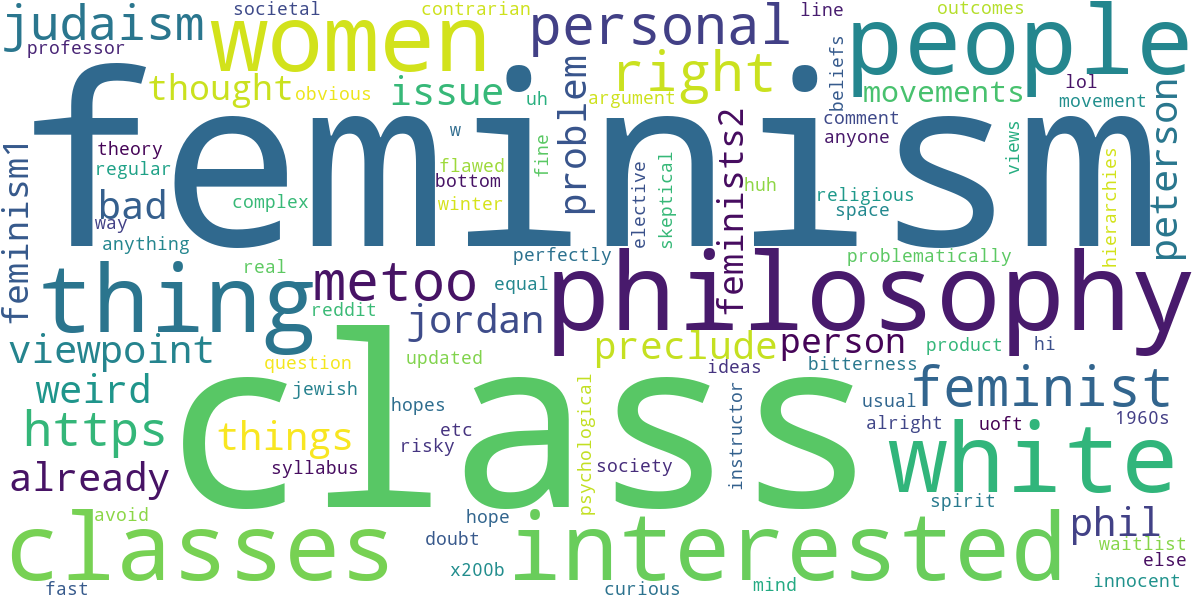 societal
contrarian
line
outcomes
judaism
women
personal
people
professor
thought
obvious
issue
uh
argument
right
problem
beliefs
movements
lol
movement
peterson
feminism
theory
regular
w
flawed
bottom
winter
fine
comment
anyone
views
feminism1
bad
way
anything
complex
elective
skeptical
feminists2
huh
religious
space
hierarchies
thing
real
metoo
reddit
perfectly
equal
philosophy
problematically
jordan
viewpoint
question
updated
preclude
person
ideas
product
hi
bitterness
weird
jewish
hopes
class
psychological
instructor
usual
feminist
https
things
etc
risky
alright
uoft
1960s
already
syllabus
society
white
avoid
hope
doubt
spirit
phil
classes
interested
waitlist
else
x200b
fast
curious
mind
innocent